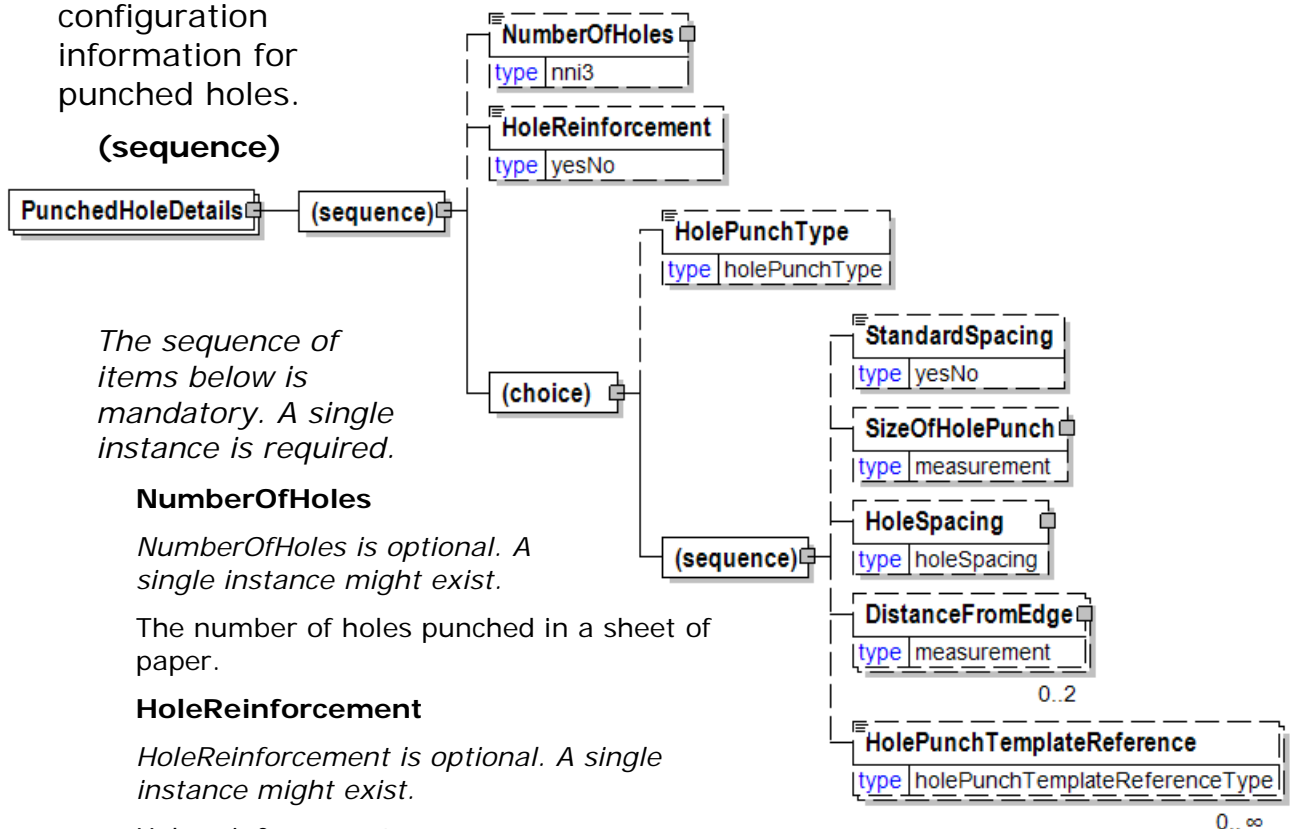 configuration
information for
punched holes.
(sequence)
NumberOfHoles
type nni3
HoleReinforcement
type yesNo
PunchedHoleDetails
(sequence)
HolePunchType
type holePunchType
(choice)
StandardSpacing
type yesNo
SizeOfHolePunch
type measurement
HoleSpacing
type holeSpacing
(sequence)
DistanceFromEdge
type measurement
0..2
HolePunchTemplateReference
type holePunchTemplateReferenceType
0..∞
The sequence of
items below is
mandatory. A single
instance is required.
NumberOfHoles
NumberOfHoles is optional. A
single instance might exist.
The number of holes punched in a sheet of
paper.
HoleReinforcement
HoleReinforcement is optional. A single
instance might exist.